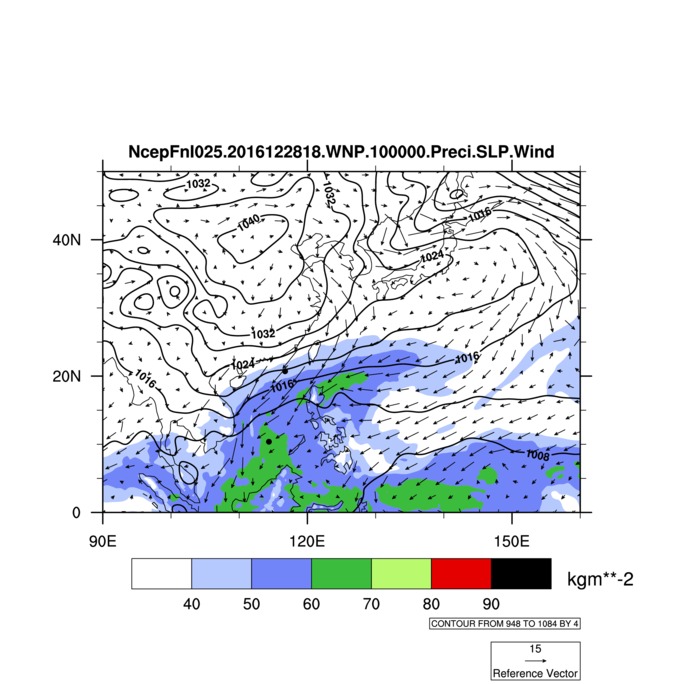 NcepFnl025.2016122818.WNP.100000.Preci.SLP.Wind
1032
1032
1016
1040
40N
1024
1032
1024
1016
1016
1016
20N
1008
0
90E
120E
150E
kgm**-2
40
50
60
70
80
90
CONTOUR FROM 948 TO 1084 BY 4
15
Reference Vector